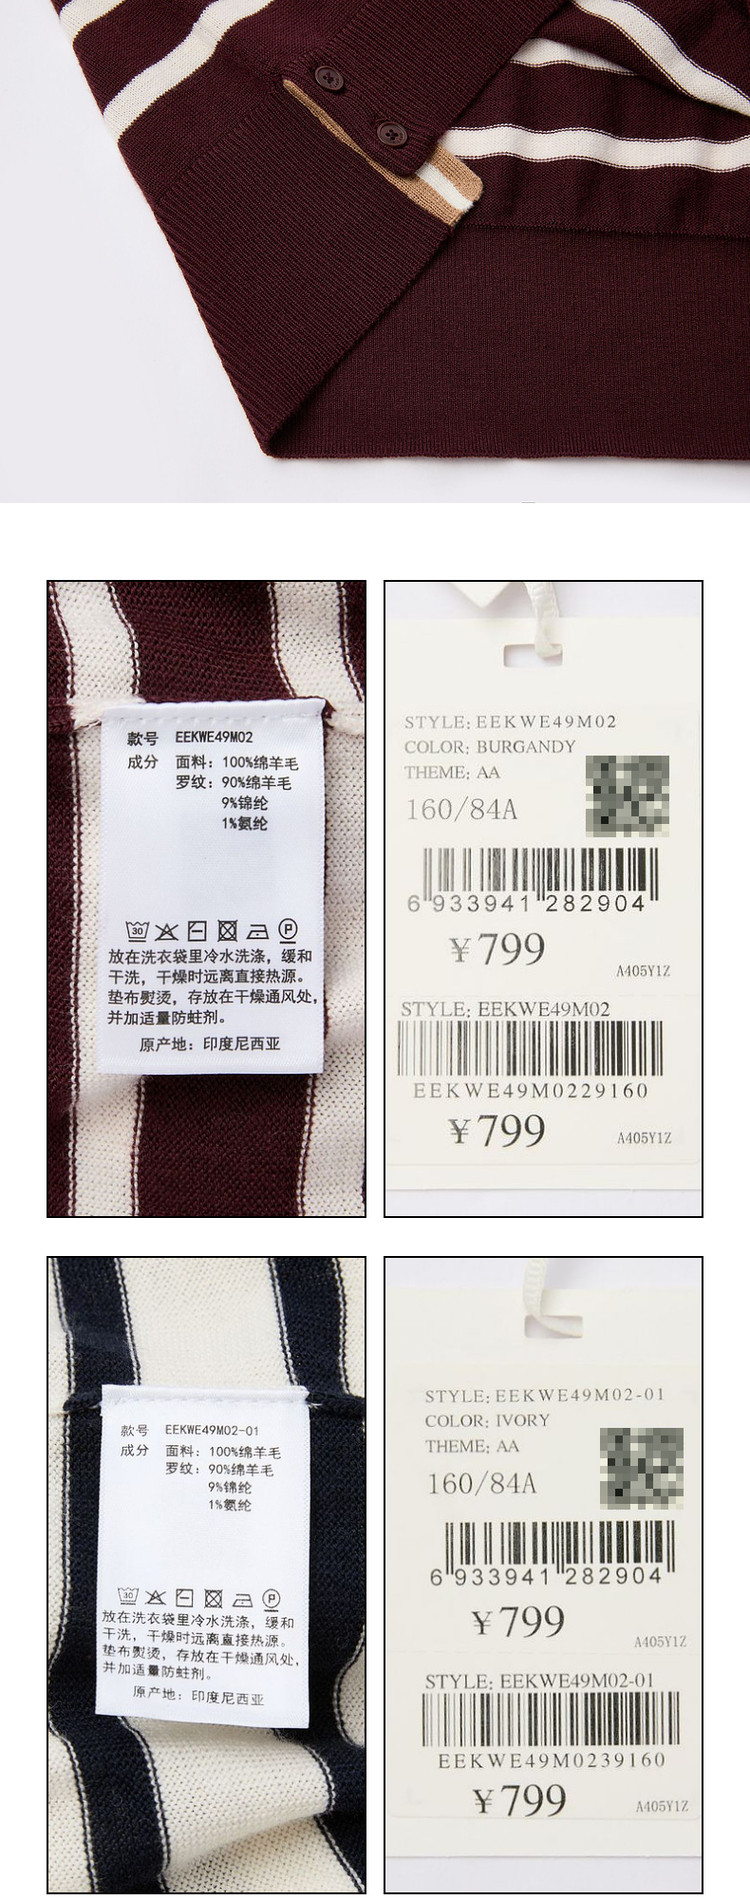 款号 EEKWE49M02
成分 面料：100%绵羊毛
罗纹：90%绵羊毛
9%锦纶
1%氨纶
30 P
放在洗衣袋里冷水洗涤，缓和
干洗，干燥时远离直接热源。
垫布熨烫，存放在干燥通风处，
并加适量防蛀剂。
原产地：印度尼西亚
STYLE: EEKWE49M02
COLOR: BURGANDY
THEME: AA
160/84A
6 933941 282904
¥799
A405Y1Z
STYLE: EEKWE49M02
EEKWE49M0229160
¥799
A405Y1Z
款号 EEKWE49M02-01
成分 面料：100%绵羊毛
罗纹：90%绵羊毛
9%锦纶
1%氨纶
30 P
放在洗衣袋里冷水洗涤，缓和
干洗，干燥时远离直接热源。
垫布熨烫，存放在干燥通风处，
并加适量防蛀剂。
原产地：印度尼西亚
STYLE: EEKWE49M02-01
COLOR: IVORY
THEME: AA
160/84A
6 933941 282904
¥799
A405Y1Z
STYLE: EEKWE49M02-01
EEKWE49M0239160
¥799
A405Y1Z